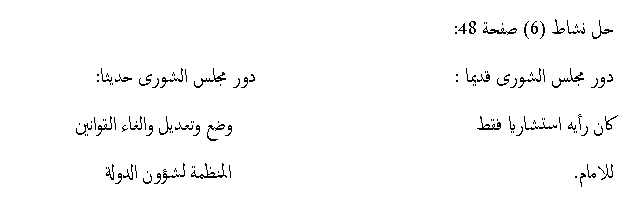 حل نشاط (6) صفحة 48:
دور مجلس الشورى قديما :
كان رأيه استشاريا فقط
للامام.
دور مجلس الشورى حديثا:
وضع وتعديل والغاء القوانين
المنظمة لشؤون الدولة